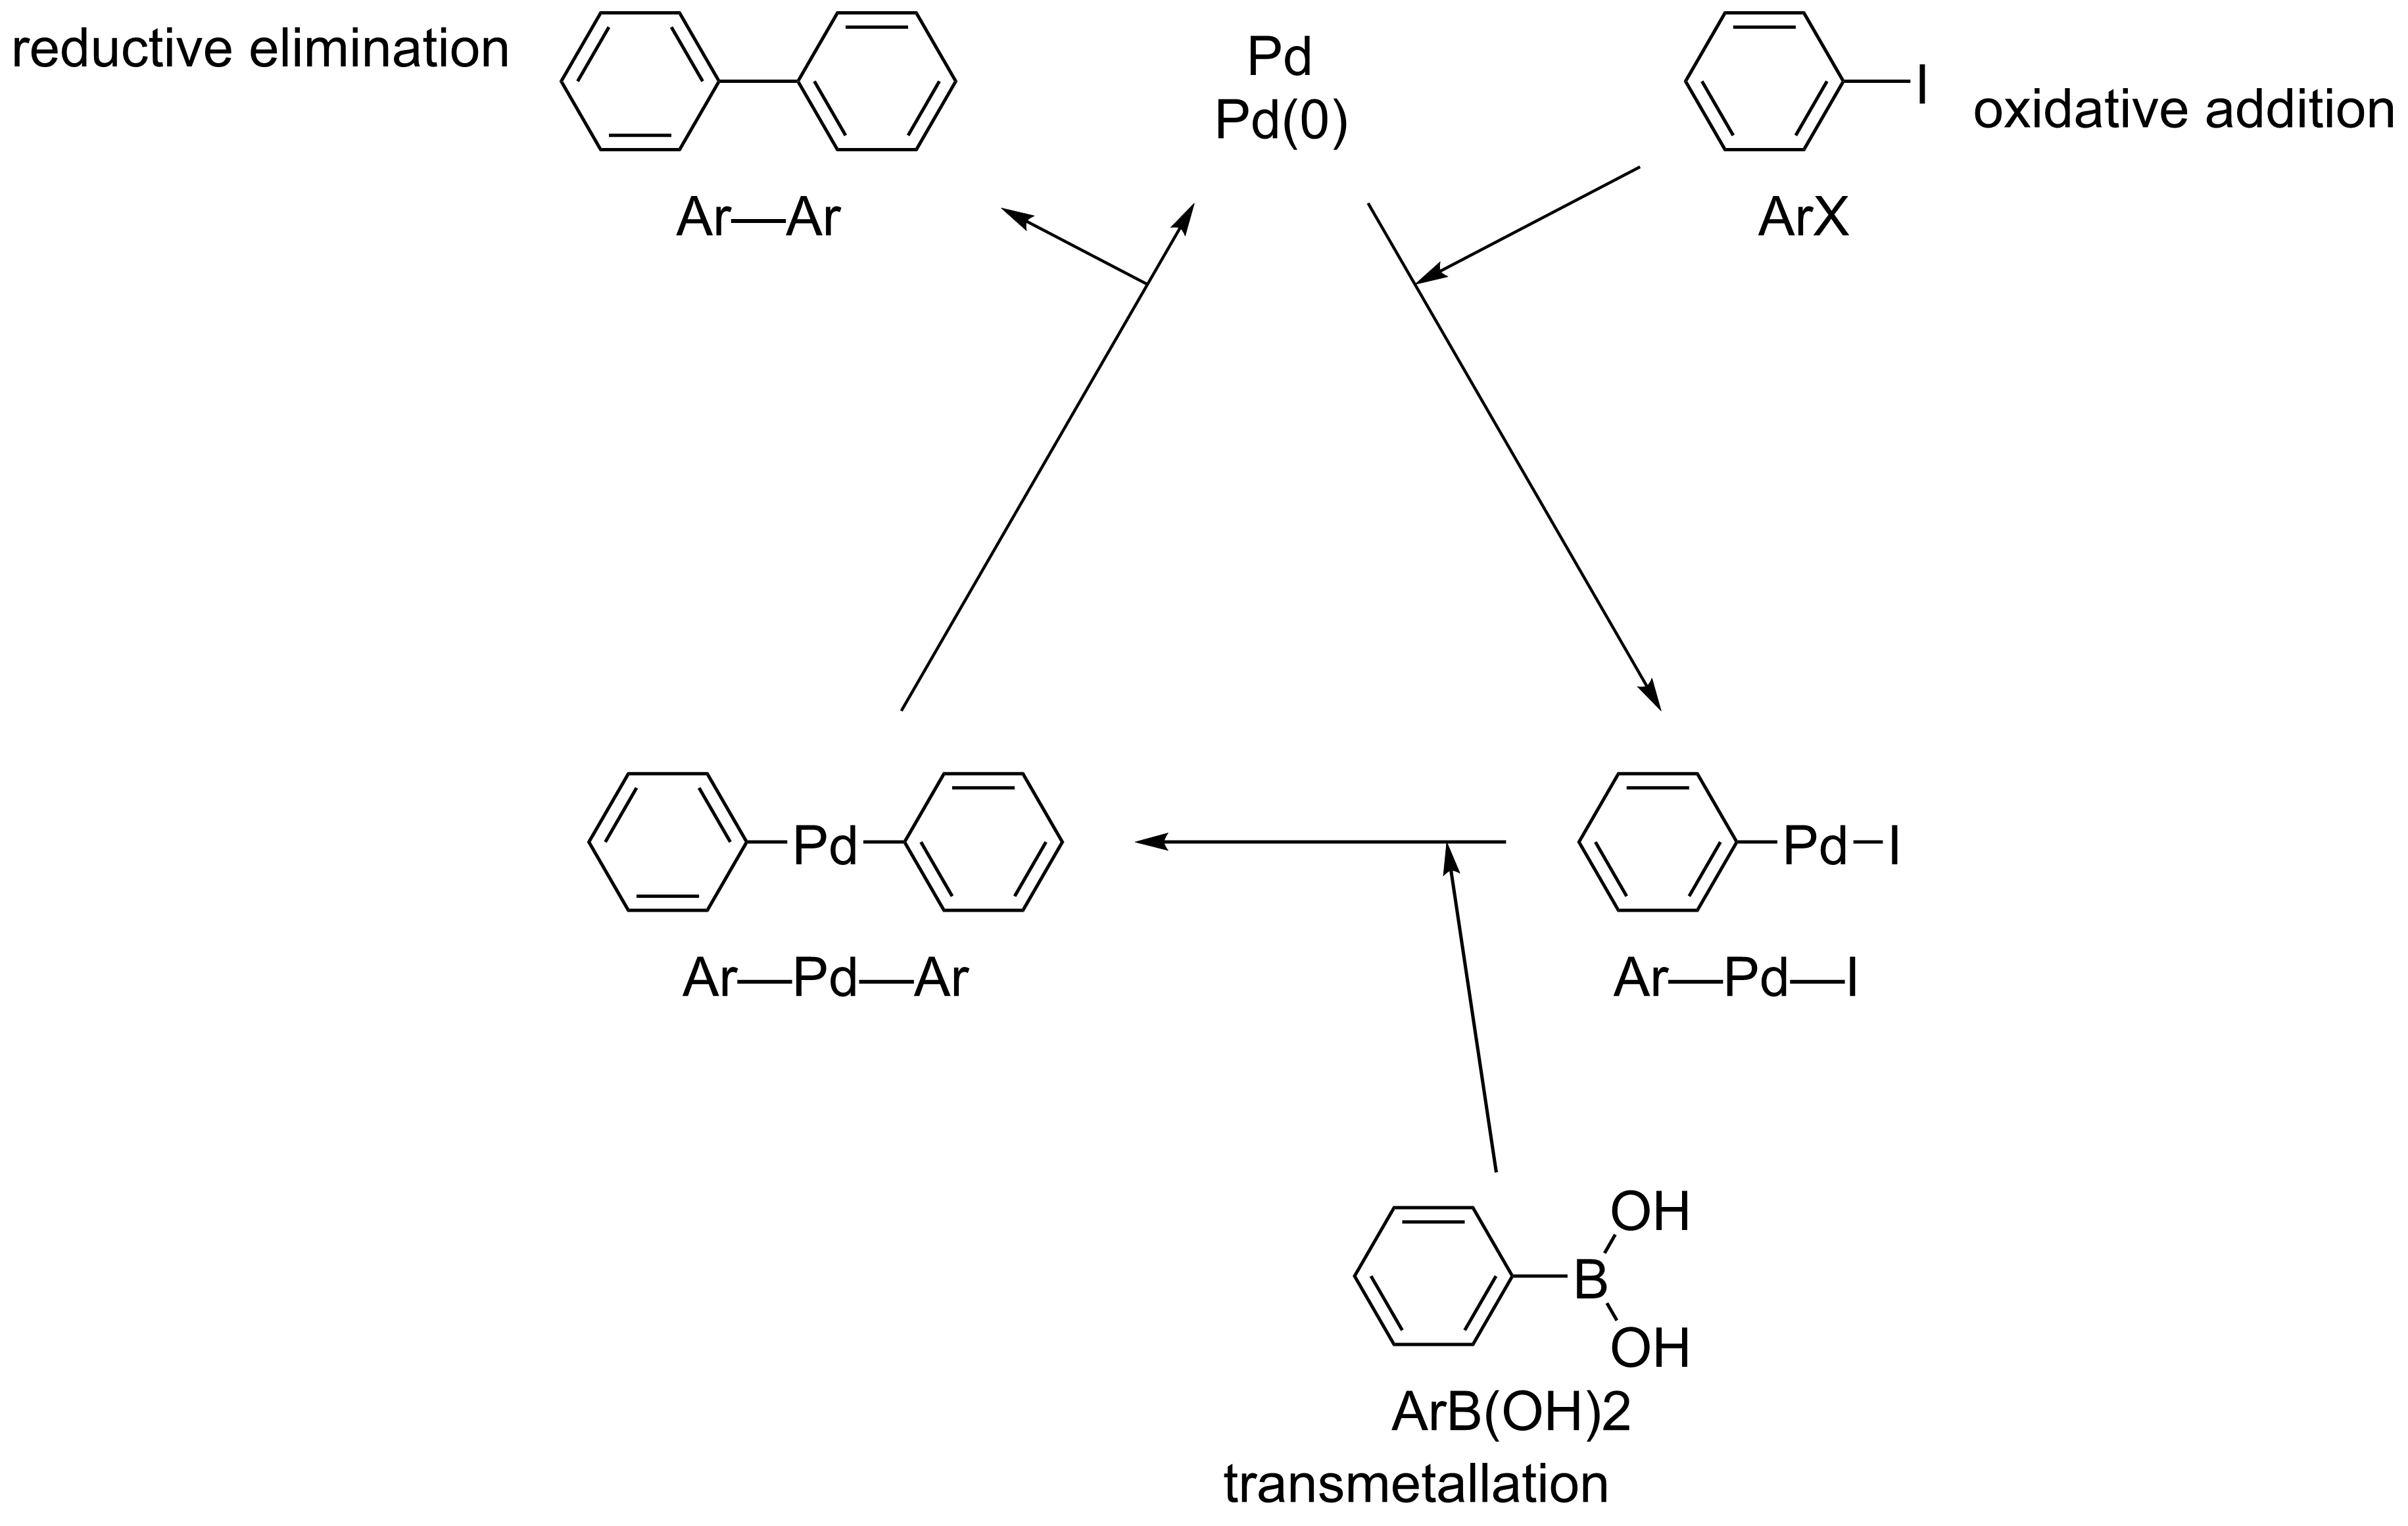 reductive elimination
Pd
Pd(0)
I
oxidative addition
Ar—Ar
ArX
Pd
Pd—I
Ar—Pd—Ar
Ar—Pd—I
OH
B
OH
ArB(OH)2
transmetallation